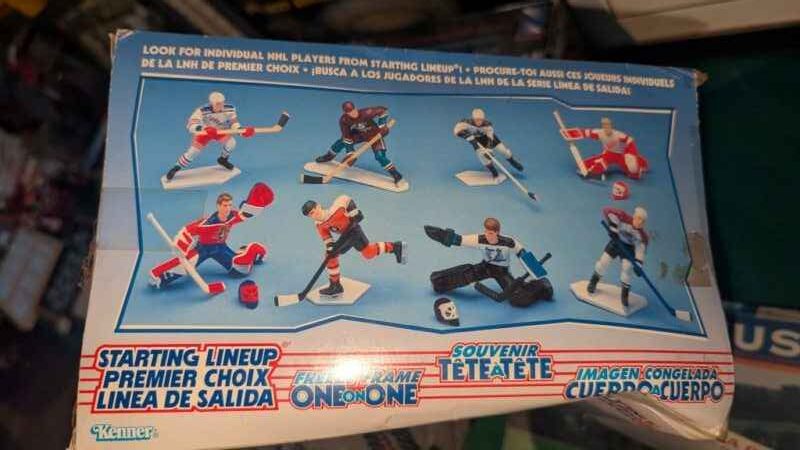 LOOK FOR INDIVIDUAL NHL PLAYERS FROM STARTING LINEUP®! • PROCURE-TOI AUSSI CES JOUEURS INDIVIDUELS
DE LA LNH DE PREMIER CHOIX • ¡BUSCA A LOS JUGADORES DE LA LNH DE LA SERIE LINEA DE SALIDA!
STARTING LINEUP®
PREMIER CHOIX
LINEA DE SALIDA
FREEZE FRAME
ONE ON ONE
SOUVENIR
TÊTE À TÊTE
IMAGEN CONGELADA
CUERPO A CUERPO
Kenner®
US